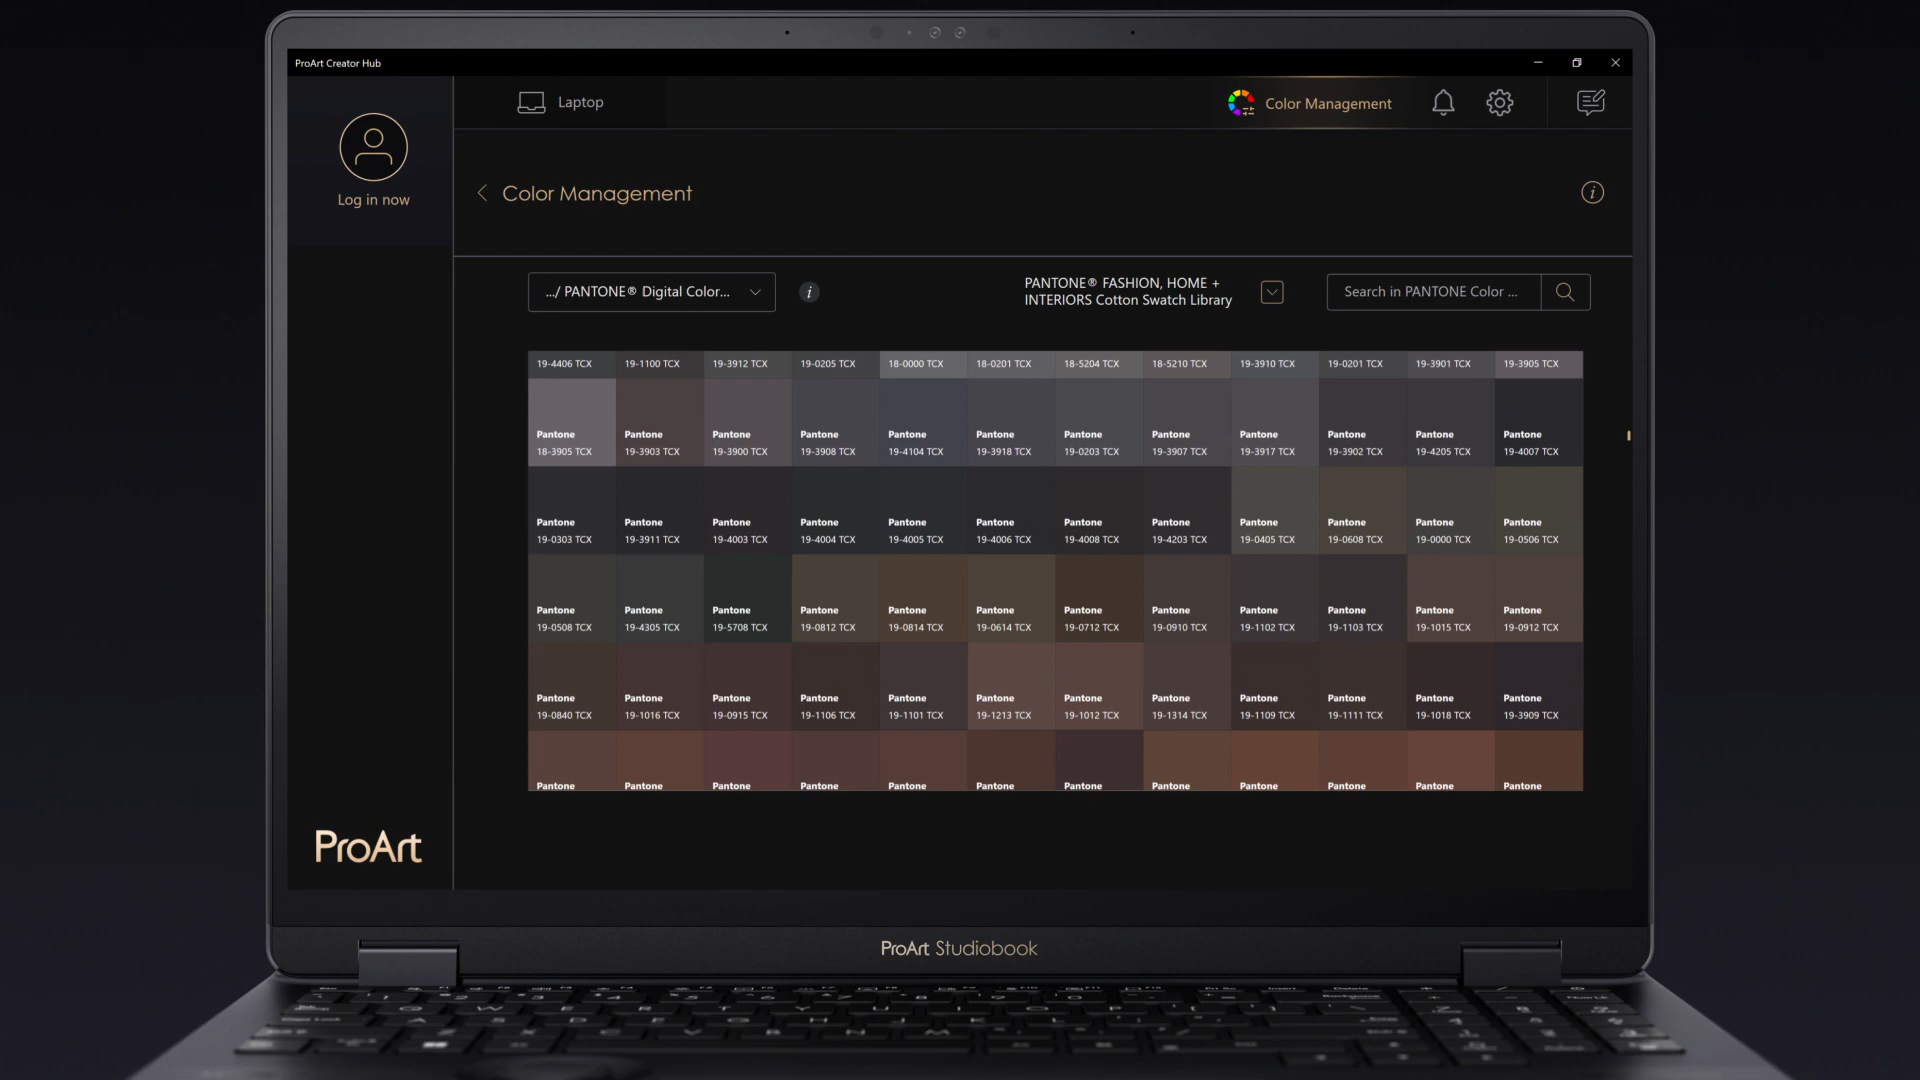 ProArt Creator Hub
Laptop
Color Management
Log in now
Color Management
.../ PANTONE® Digital Color...
PANTONE® FASHION, HOME +
INTERIORS Cotton Swatch Library
Search in PANTONE Color ...
19-4406 TCX 19-1100 TCX 19-3912 TCX 19-0205 TCX 18-0000 TCX 18-0201 TCX 18-5204 TCX 18-5210 TCX 19-3910 TCX 19-0201 TCX 19-3901 TCX 19-3905 TCX
Pantone Pantone Pantone Pantone Pantone Pantone Pantone Pantone Pantone Pantone Pantone Pantone
18-3905 TCX 19-3903 TCX 19-3900 TCX 19-3908 TCX 19-4104 TCX 19-3918 TCX 19-0203 TCX 19-3907 TCX 19-3917 TCX 19-3902 TCX 19-4205 TCX 19-4007 TCX
Pantone Pantone Pantone Pantone Pantone Pantone Pantone Pantone Pantone Pantone Pantone Pantone
19-0303 TCX 19-3911 TCX 19-4003 TCX 19-4004 TCX 19-4005 TCX 19-4006 TCX 19-4008 TCX 19-4203 TCX 19-0405 TCX 19-0608 TCX 19-0000 TCX 19-0506 TCX
Pantone Pantone Pantone Pantone Pantone Pantone Pantone Pantone Pantone Pantone Pantone Pantone
19-0508 TCX 19-4305 TCX 19-5708 TCX 19-0812 TCX 19-0814 TCX 19-0614 TCX 19-0712 TCX 19-0910 TCX 19-1102 TCX 19-1103 TCX 19-1015 TCX 19-0912 TCX
Pantone Pantone Pantone Pantone Pantone Pantone Pantone Pantone Pantone Pantone Pantone Pantone
19-0840 TCX 19-1016 TCX 19-0915 TCX 19-1106 TCX 19-1101 TCX 19-1213 TCX 19-1012 TCX 19-1314 TCX 19-1109 TCX 19-1111 TCX 19-1018 TCX 19-3909 TCX
Pantone Pantone Pantone Pantone Pantone Pantone Pantone Pantone Pantone Pantone Pantone Pantone
ProArt
ProArt Studiobook